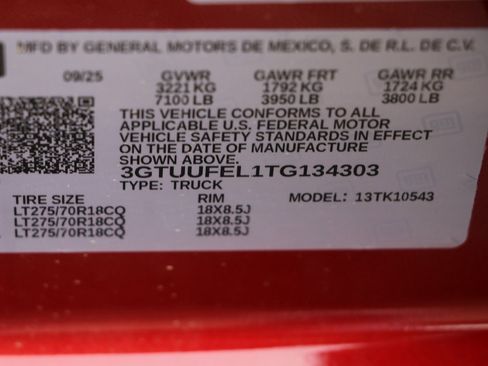 MFD BY GENERAL MOTORS DE MEXICO, S. DE R.L. DE C.V.
09/25 GVWR GAWR FRT GAWR RR
3221 KG 1792 KG 1724 KG
7100 LB 3950 LB 3800 LB
THIS VEHICLE CONFORMS TO ALL
APPLICABLE U.S. FEDERAL MOTOR
VEHICLE SAFETY STANDARDS IN EFFECT
ON THE DATE OF MANUFACTURE
SHOWN ABOVE.
3GTUUFEL1TG134303
TYPE: TRUCK MODEL: 13TK10543
TIRE SIZE RIM
LT275/70R18CQ 18X8.5J
LT275/70R18CQ 18X8.5J
LT275/70R18CQ 18X8.5J